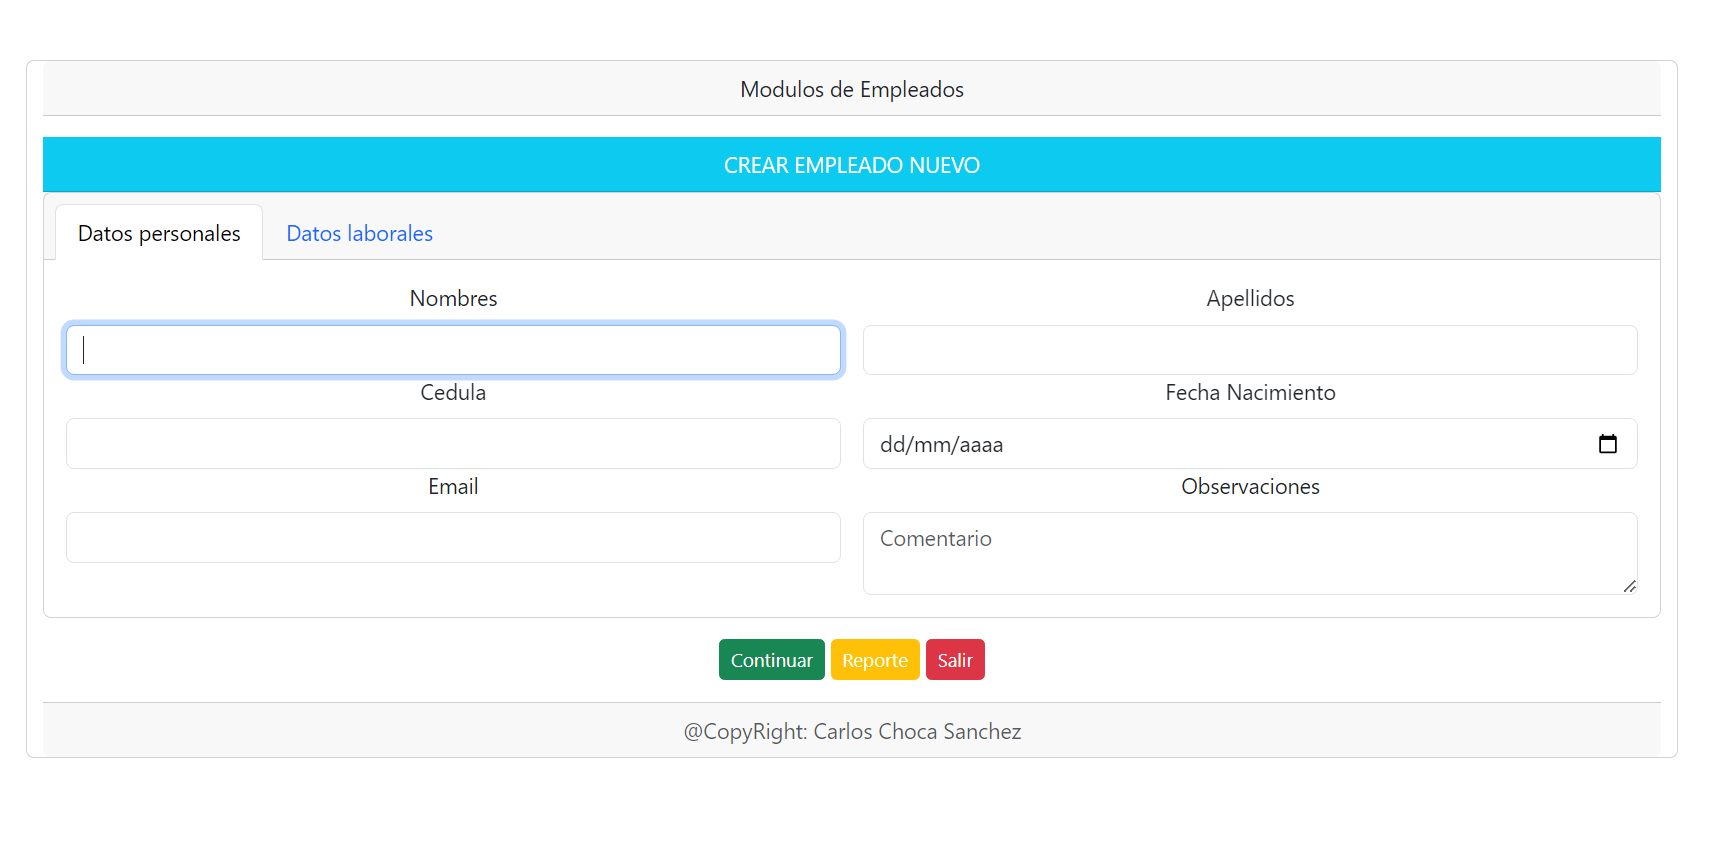 Modulos de Empleados
CREAR EMPLEADO NUEVO
Datos personales Datos laborales
Nombres Apellidos
Cedula Fecha Nacimiento
dd/mm/aaaa
Email Observaciones
Comentario
Continuar Reporte Salir
@CopyRight: Carlos Choca Sanchez